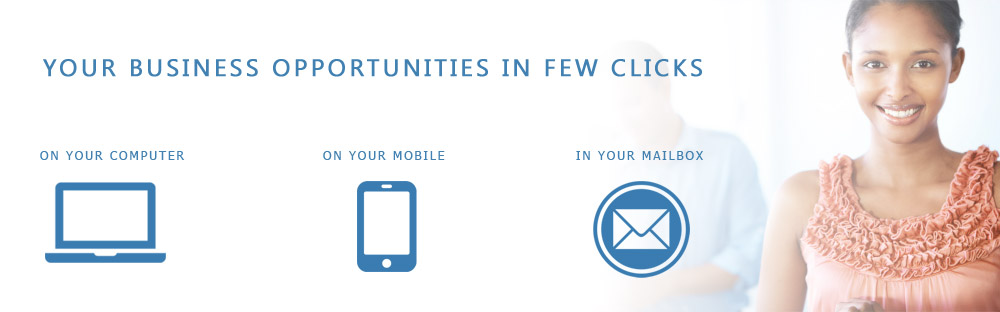 YOUR BUSINESS OPPORTUNITIES IN FEW CLICKS
ON YOUR COMPUTER
ON YOUR MOBILE
IN YOUR MAILBOX